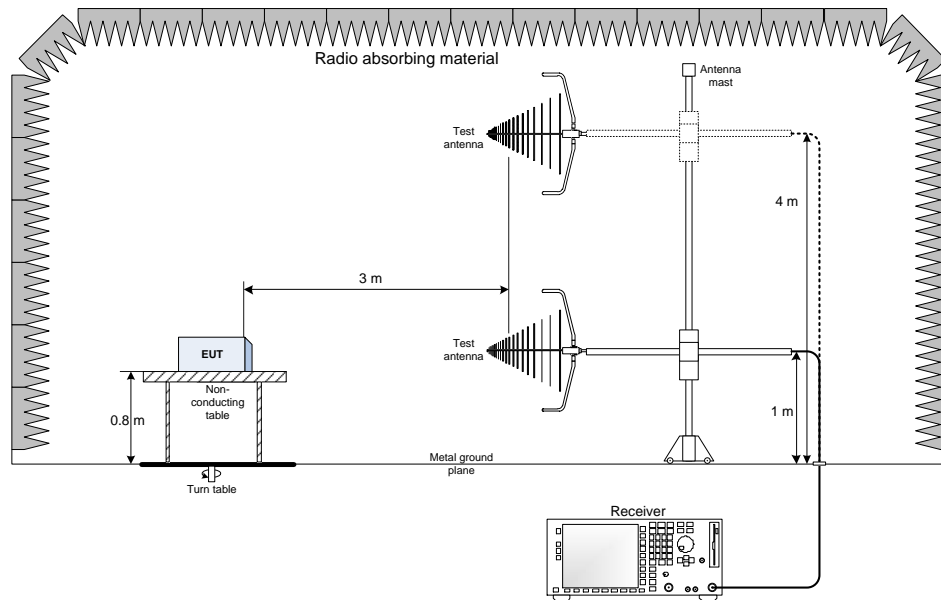 Radio absorbing material
Antenna
mast
Test
antenna
4 m
3 m
Test
antenna
EUT
Non-
conducting
table
0.8 m
1 m
Metal ground
plane
Turn table
Receiver